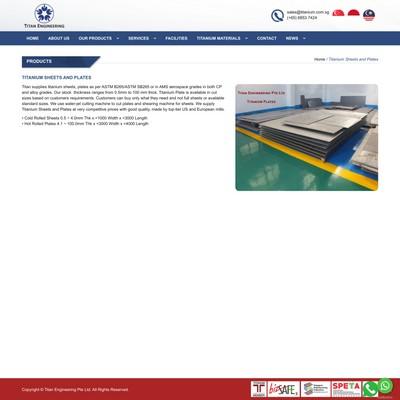 TITAN ENGINEERING
sales@titanium.com.sg
(+65) 6853-7424
HOME ABOUT US OUR PRODUCTS SERVICES FACILITIES TITANIUM MATERIALS CONTACT NEWS
PRODUCTS
Home / Titanium Sheets and Plates
TITANIUM SHEETS AND PLATES
Titan supplies titanium sheets, plates as per ASTM B265/ASTM SB265 or in AMS aerospace grades in both CP
and alloy grades. Our stock, thickness ranges from 0.5mm to 100 mm thick. Titanium Plate is available in cut
sizes based on customers requirements. Customers can buy only what they need and not full sheets or available
standard sizes. We use water-jet cutting machine to cut plates and shearing machine for sheets. We supply
Titanium Sheets and Plates at very competitive prices with good quality, made by top-tier US and European mills.
• Cold Rolled Sheets 0.5 ~ 4.0mm Thk x <1000 Width x <3000 Length
• Hot Rolled Plates 4.1 ~ 100.0mm Thk x <3000 Width x <4000 Length
Titan Engineering Pte Ltd
Titanium Plates
Copyright © Titan Engineering Pte Ltd. All Rights Reserved.
MEMBER
bizSAFE
SPETA